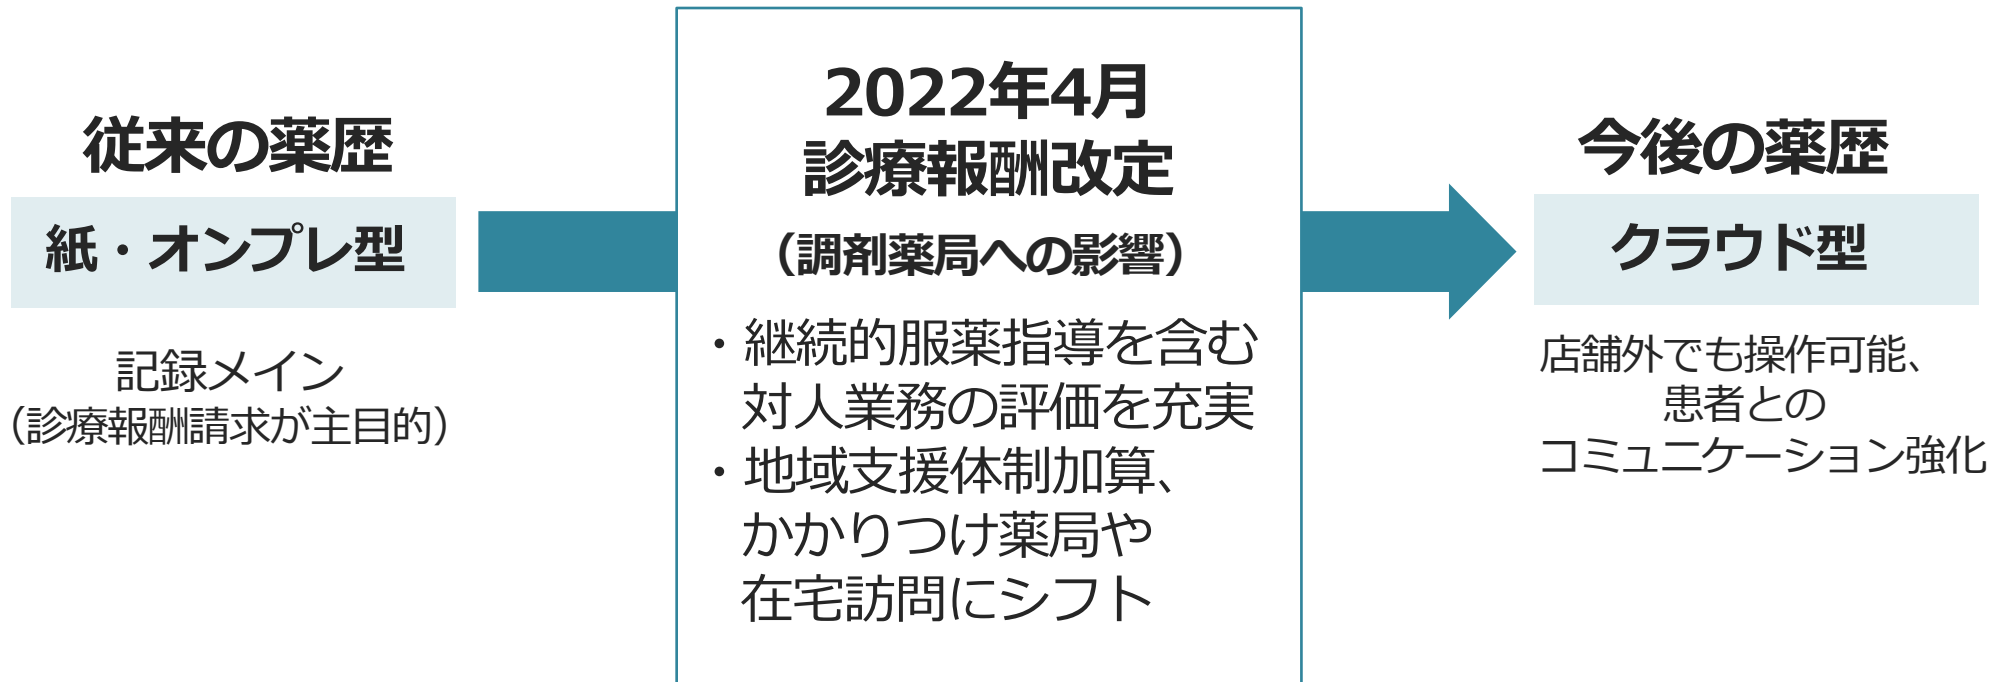 従来の薬歴
紙・オンプレ型
記録メイン
（診療報酬請求が主目的）
2022年4月
診療報酬改定
（調剤薬局への影響）
・継続的服薬指導を含む
対人業務の評価を充実
・地域支援体制加算、
かかりつけ薬局や
在宅訪問にシフト
今後の薬歴
クラウド型
店舗外でも操作可能、
患者との
コミュニケーション強化